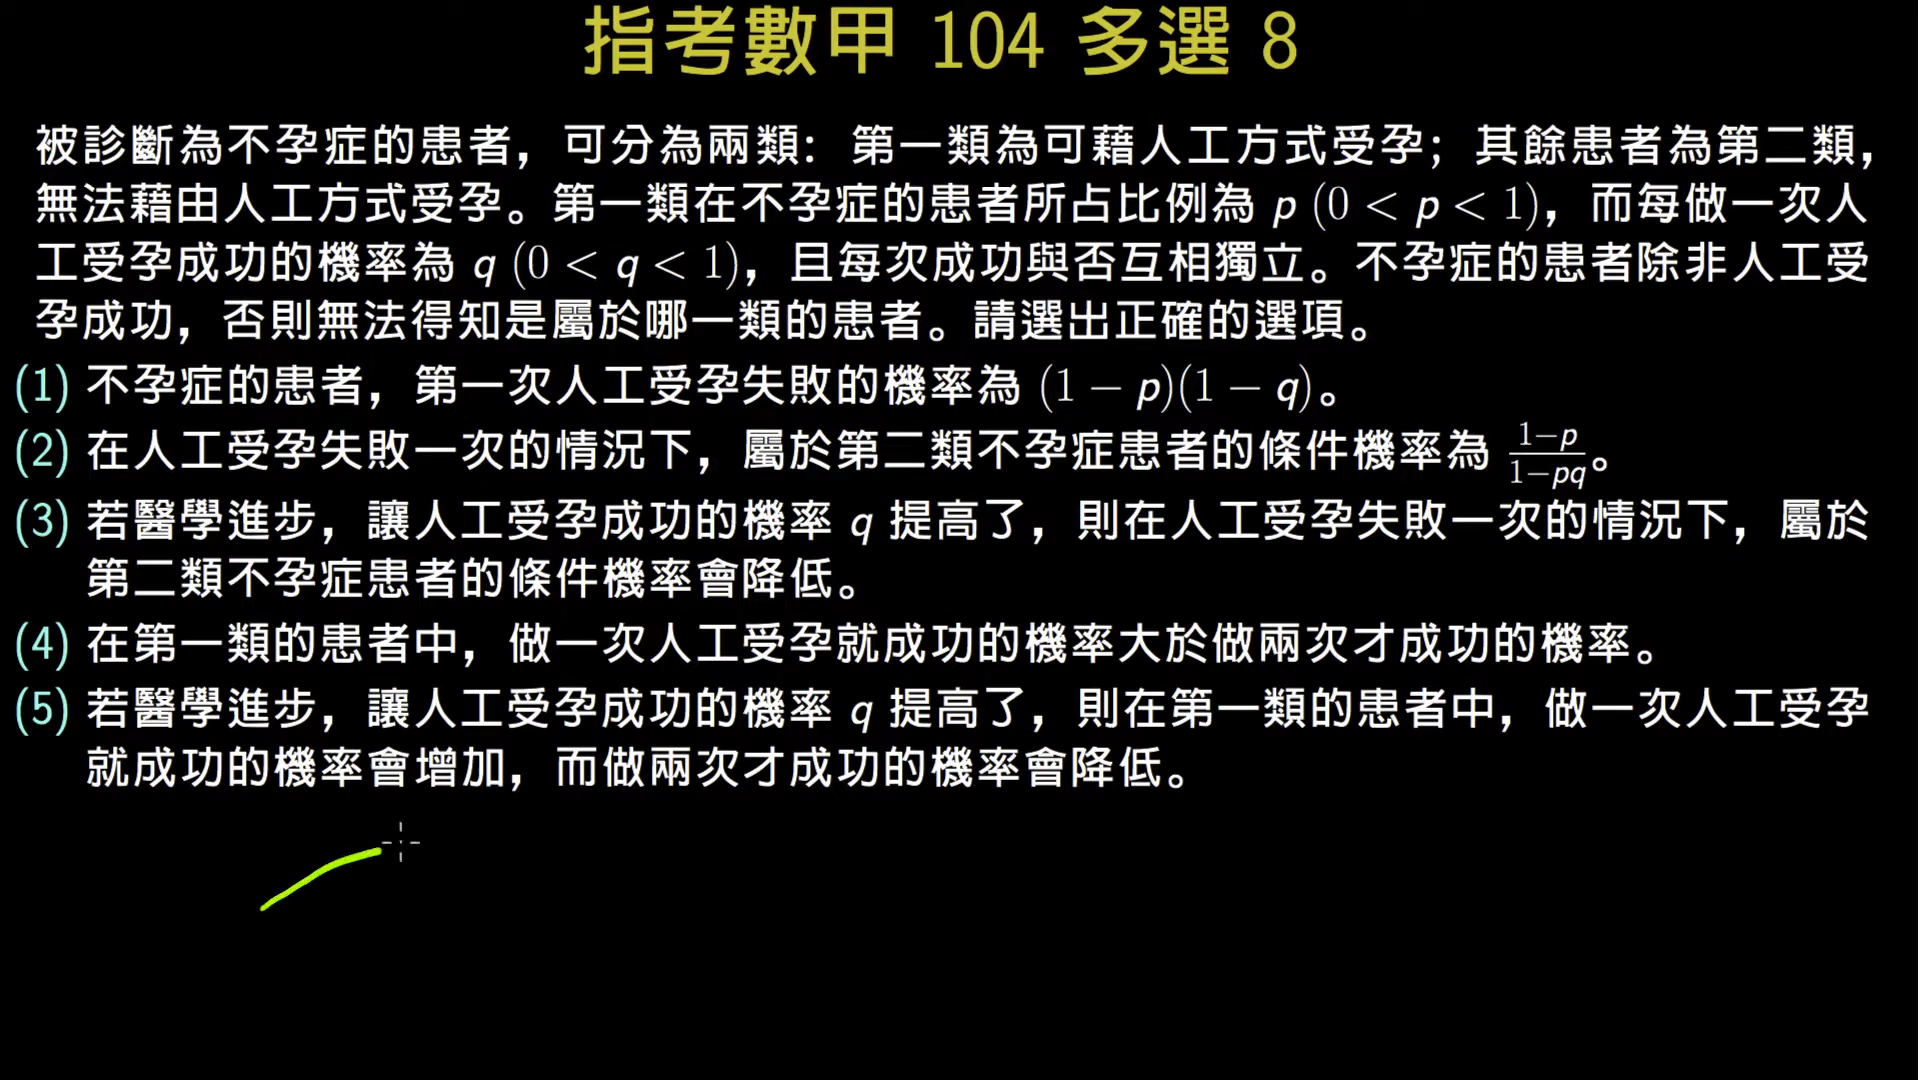 指考數甲 104 多選 8
被診斷為不孕症的患者，可分為兩類：第一類為可藉人工方式受孕；其餘患者為第二類，
無法藉由人工方式受孕。第一類在不孕症的患者所占比例為 p (0 < p < 1)，而每做一次人
工受孕成功的機率為 q (0 < q < 1)，且每次成功與否互相獨立。不孕症的患者除非人工受
孕成功，否則無法得知是屬於哪一類的患者。請選出正確的選項。
(1) 不孕症的患者，第一次人工受孕失敗的機率為 (1 − p)(1 − q)。
(2) 在人工受孕失敗一次的情況下，屬於第二類不孕症患者的條件機率為 \frac{1−p}{1−pq}。
(3) 若醫學進步，讓人工受孕成功的機率 q 提高了，則在人工受孕失敗一次的情況下，屬於
第二類不孕症患者的條件機率會降低。
(4) 在第一類的患者中，做一次人工受孕就成功的機率大於做兩次才成功的機率。
(5) 若醫學進步，讓人工受孕成功的機率 q 提高了，則在第一類的患者中，做一次人工受孕
就成功的機率會增加，而做兩次才成功的機率會降低。